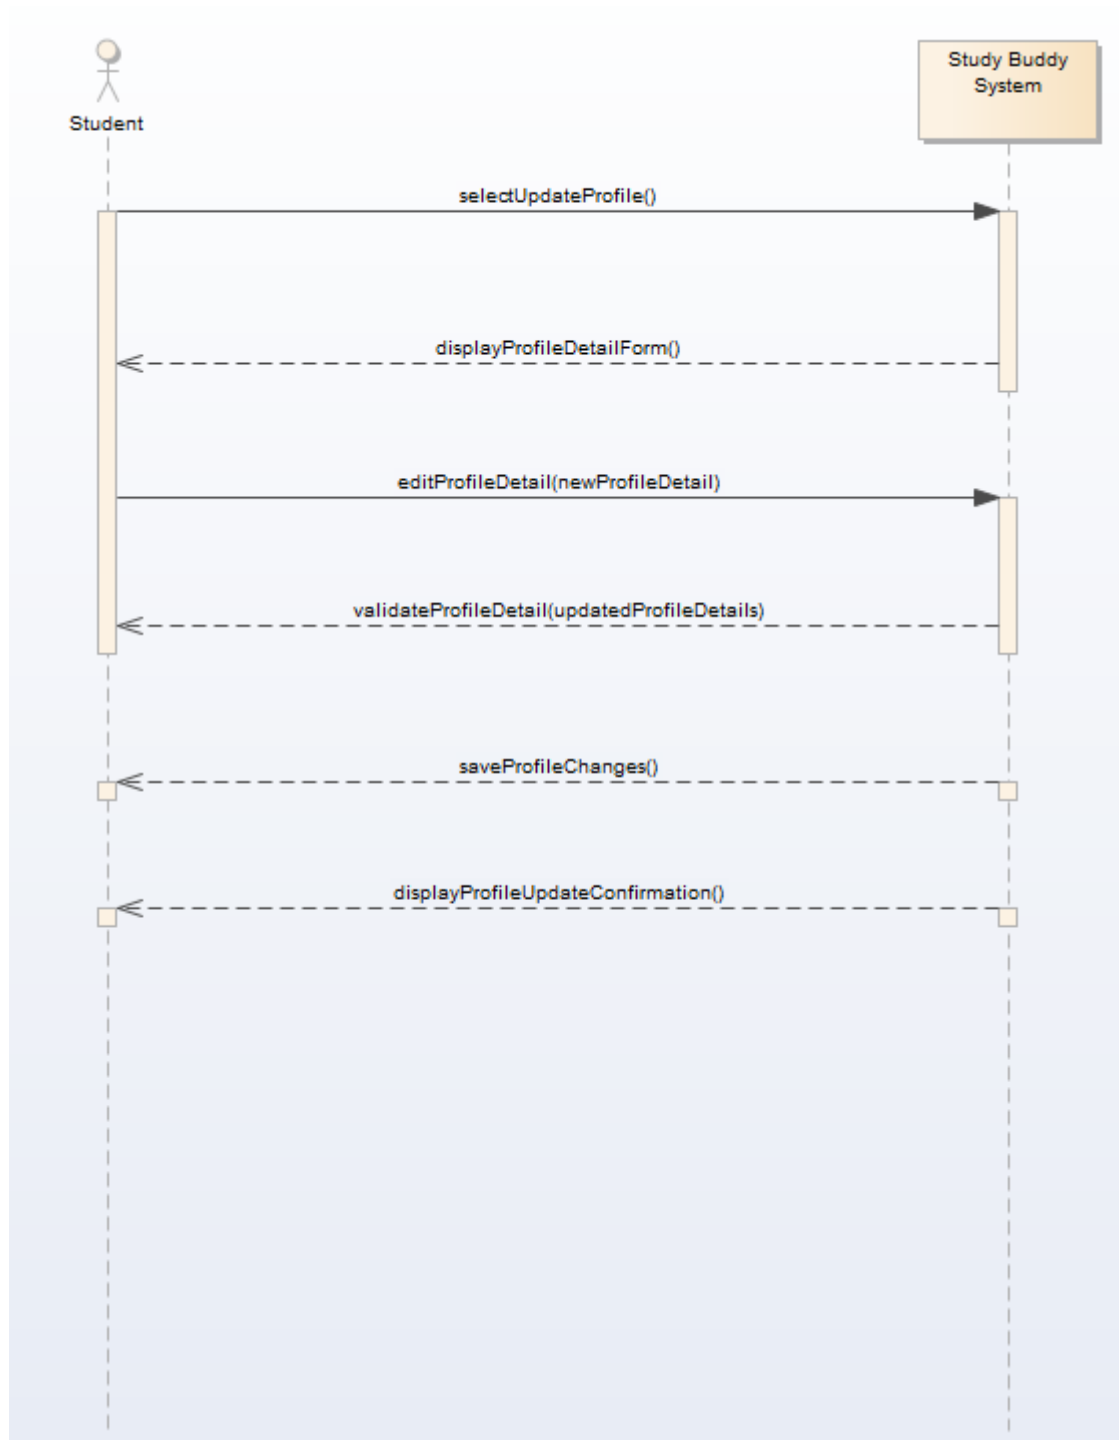 Study Buddy
System
Student
selectUpdateProfile()
displayProfileDetailForm()
editProfileDetail(newProfileDetail)
validateProfileDetail(updatedProfileDetails)
saveProfileChanges()
displayProfileUpdateConfirmation()